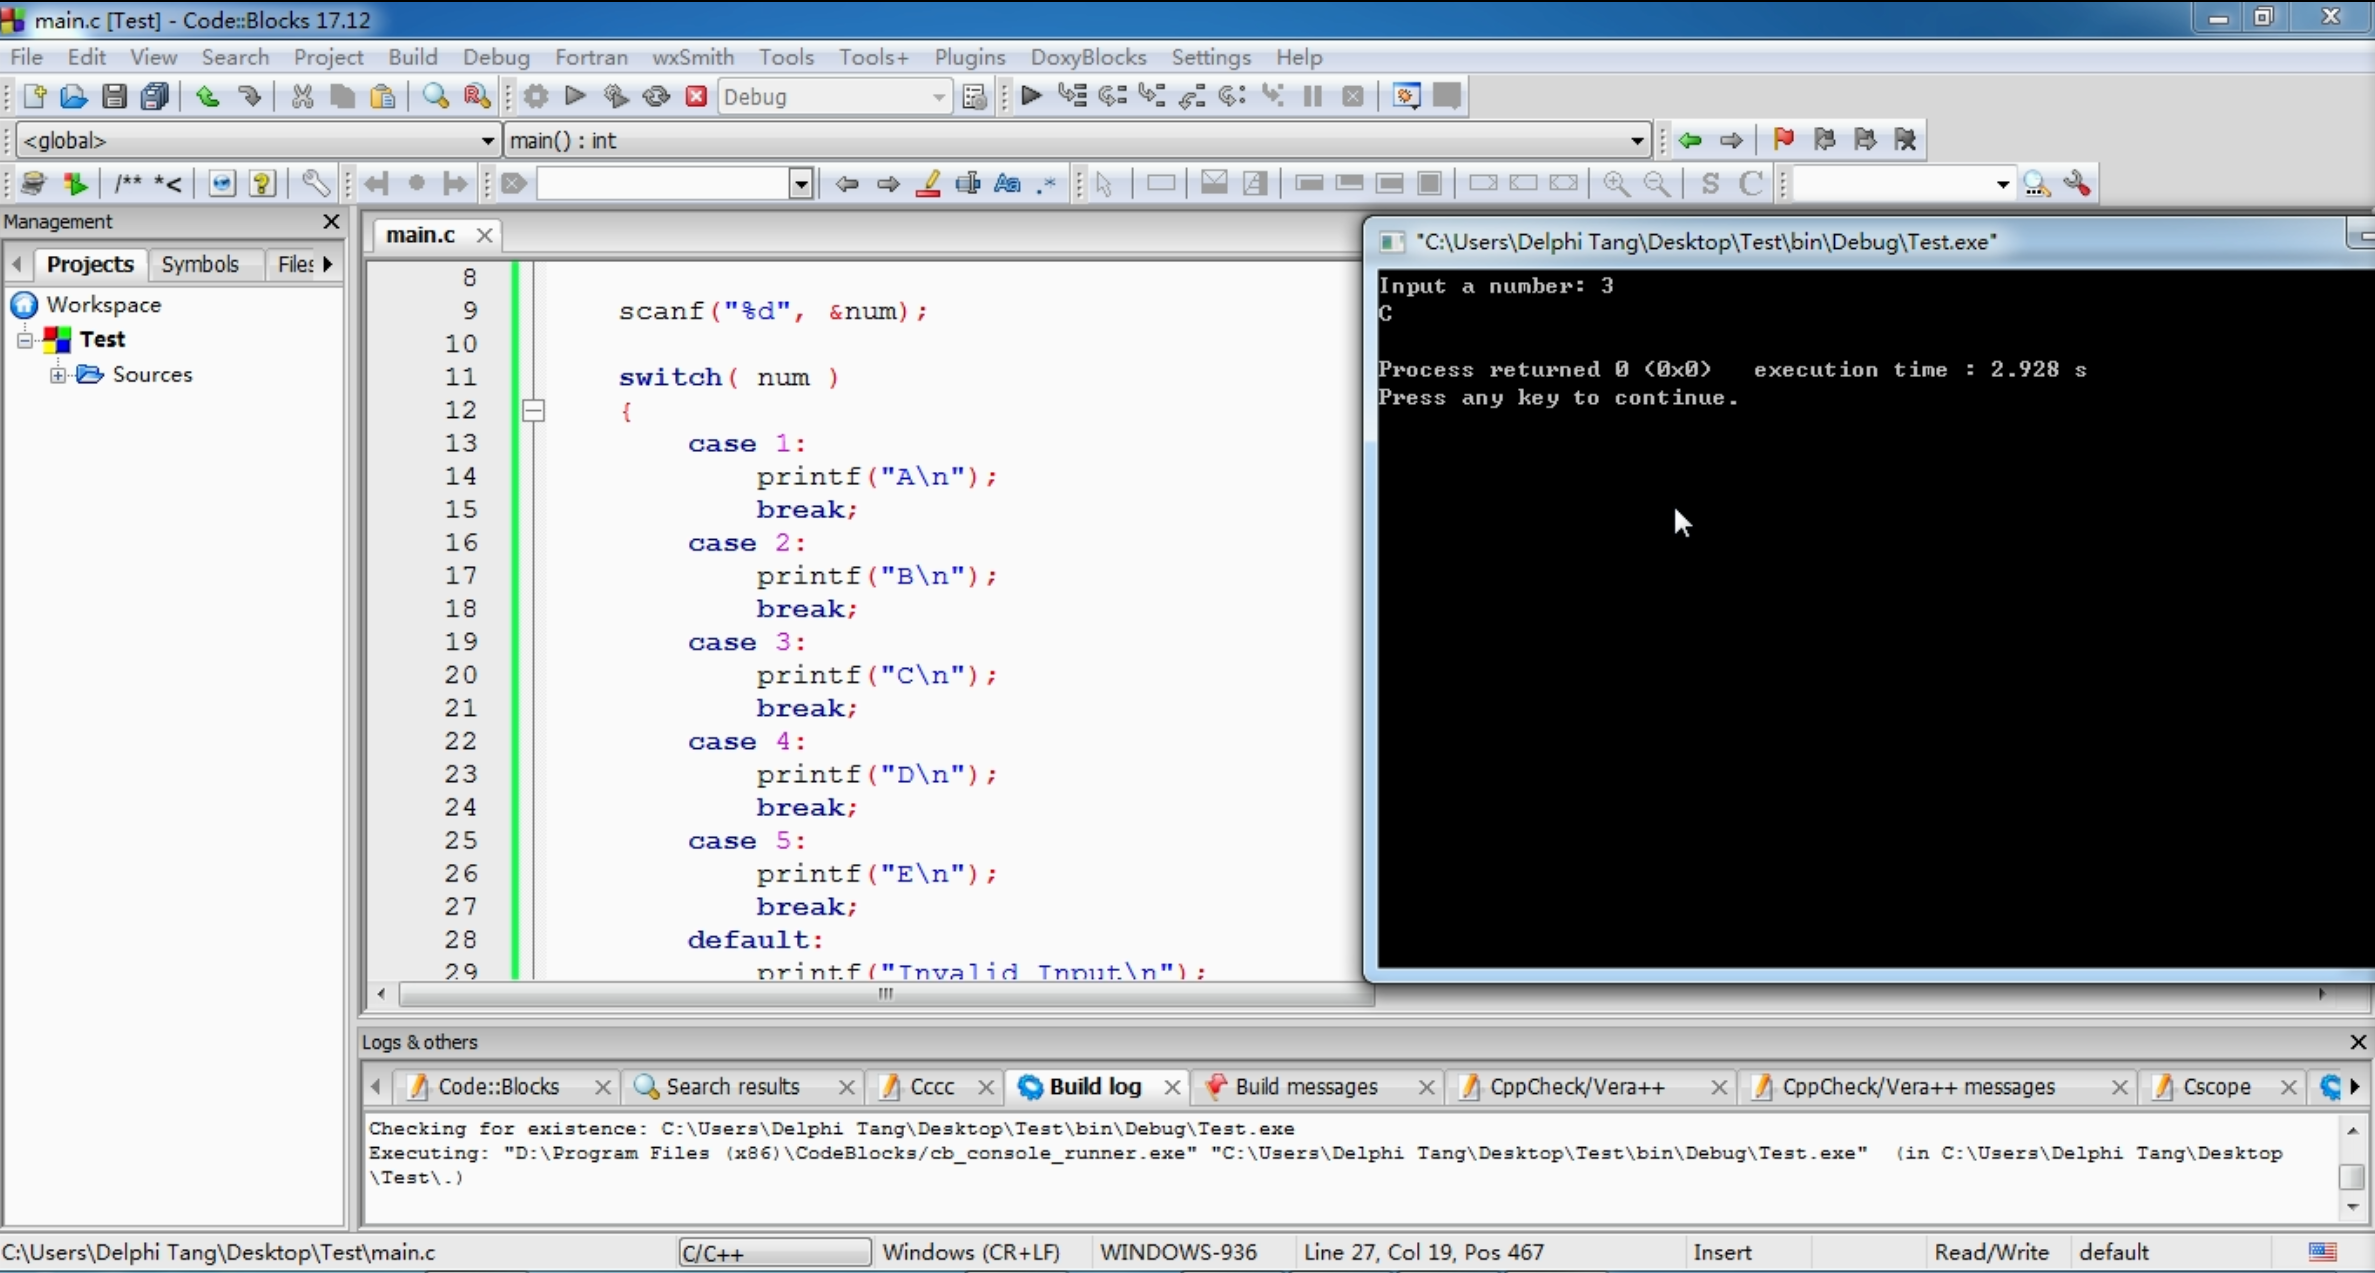 main.c [Test] - Code::Blocks 17.12
File Edit View Search Project Build Debug Fortran wxSmith Tools Tools+ Plugins DoxyBlocks Settings Help
Debug
<global> main() : int
/** *< Aa .* S C
Management
Projects Symbols Files
Workspace
Test
Sources
main.c
8
9 scanf("%d", &num);
10
11 switch( num )
12 {
13 case 1:
14 printf("A\n");
15 break;
16 case 2:
17 printf("B\n");
18 break;
19 case 3:
20 printf("C\n");
21 break;
22 case 4:
23 printf("D\n");
24 break;
25 case 5:
26 printf("E\n");
27 break;
28 default:
29 printf("Invalid Input\n");
"C:\Users\Delphi Tang\Desktop\Test\bin\Debug\Test.exe"
Input a number: 3
C
Process returned 0 (0x0) execution time : 2.928 s
Press any key to continue.
Logs & others
Code::Blocks Search results Cccc Build log Build messages CppCheck/Vera++ CppCheck/Vera++ messages Cscope
Checking for existence: C:\Users\Delphi Tang\Desktop\Test\bin\Debug\Test.exe
Executing: "D:\Program Files (x86)\CodeBlocks/cb_console_runner.exe" "C:\Users\Delphi Tang\Desktop\Test\bin\Debug\Test.exe" (in C:\Users\Delphi Tang\Desktop
\Test\.)
C:\Users\Delphi Tang\Desktop\Test\main.c C/C++ Windows (CR+LF) WINDOWS-936 Line 27, Col 19, Pos 467 Insert Read/Write default